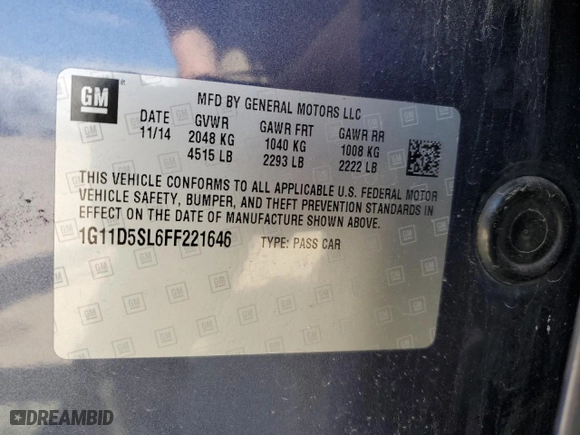 GM
MFD BY GENERAL MOTORS LLC
DATE GVWR GAWR FRT GAWR RR
11/14 2048 KG 1040 KG 1008 KG
4515 LB 2293 LB 2222 LB
THIS VEHICLE CONFORMS TO ALL APPLICABLE U.S. FEDERAL MOTOR
VEHICLE SAFETY, BUMPER, AND THEFT PREVENTION STANDARDS IN
EFFECT ON THE DATE OF MANUFACTURE SHOWN ABOVE.
1G11D5SL6FF221646 TYPE: PASS CAR
DREAMBID